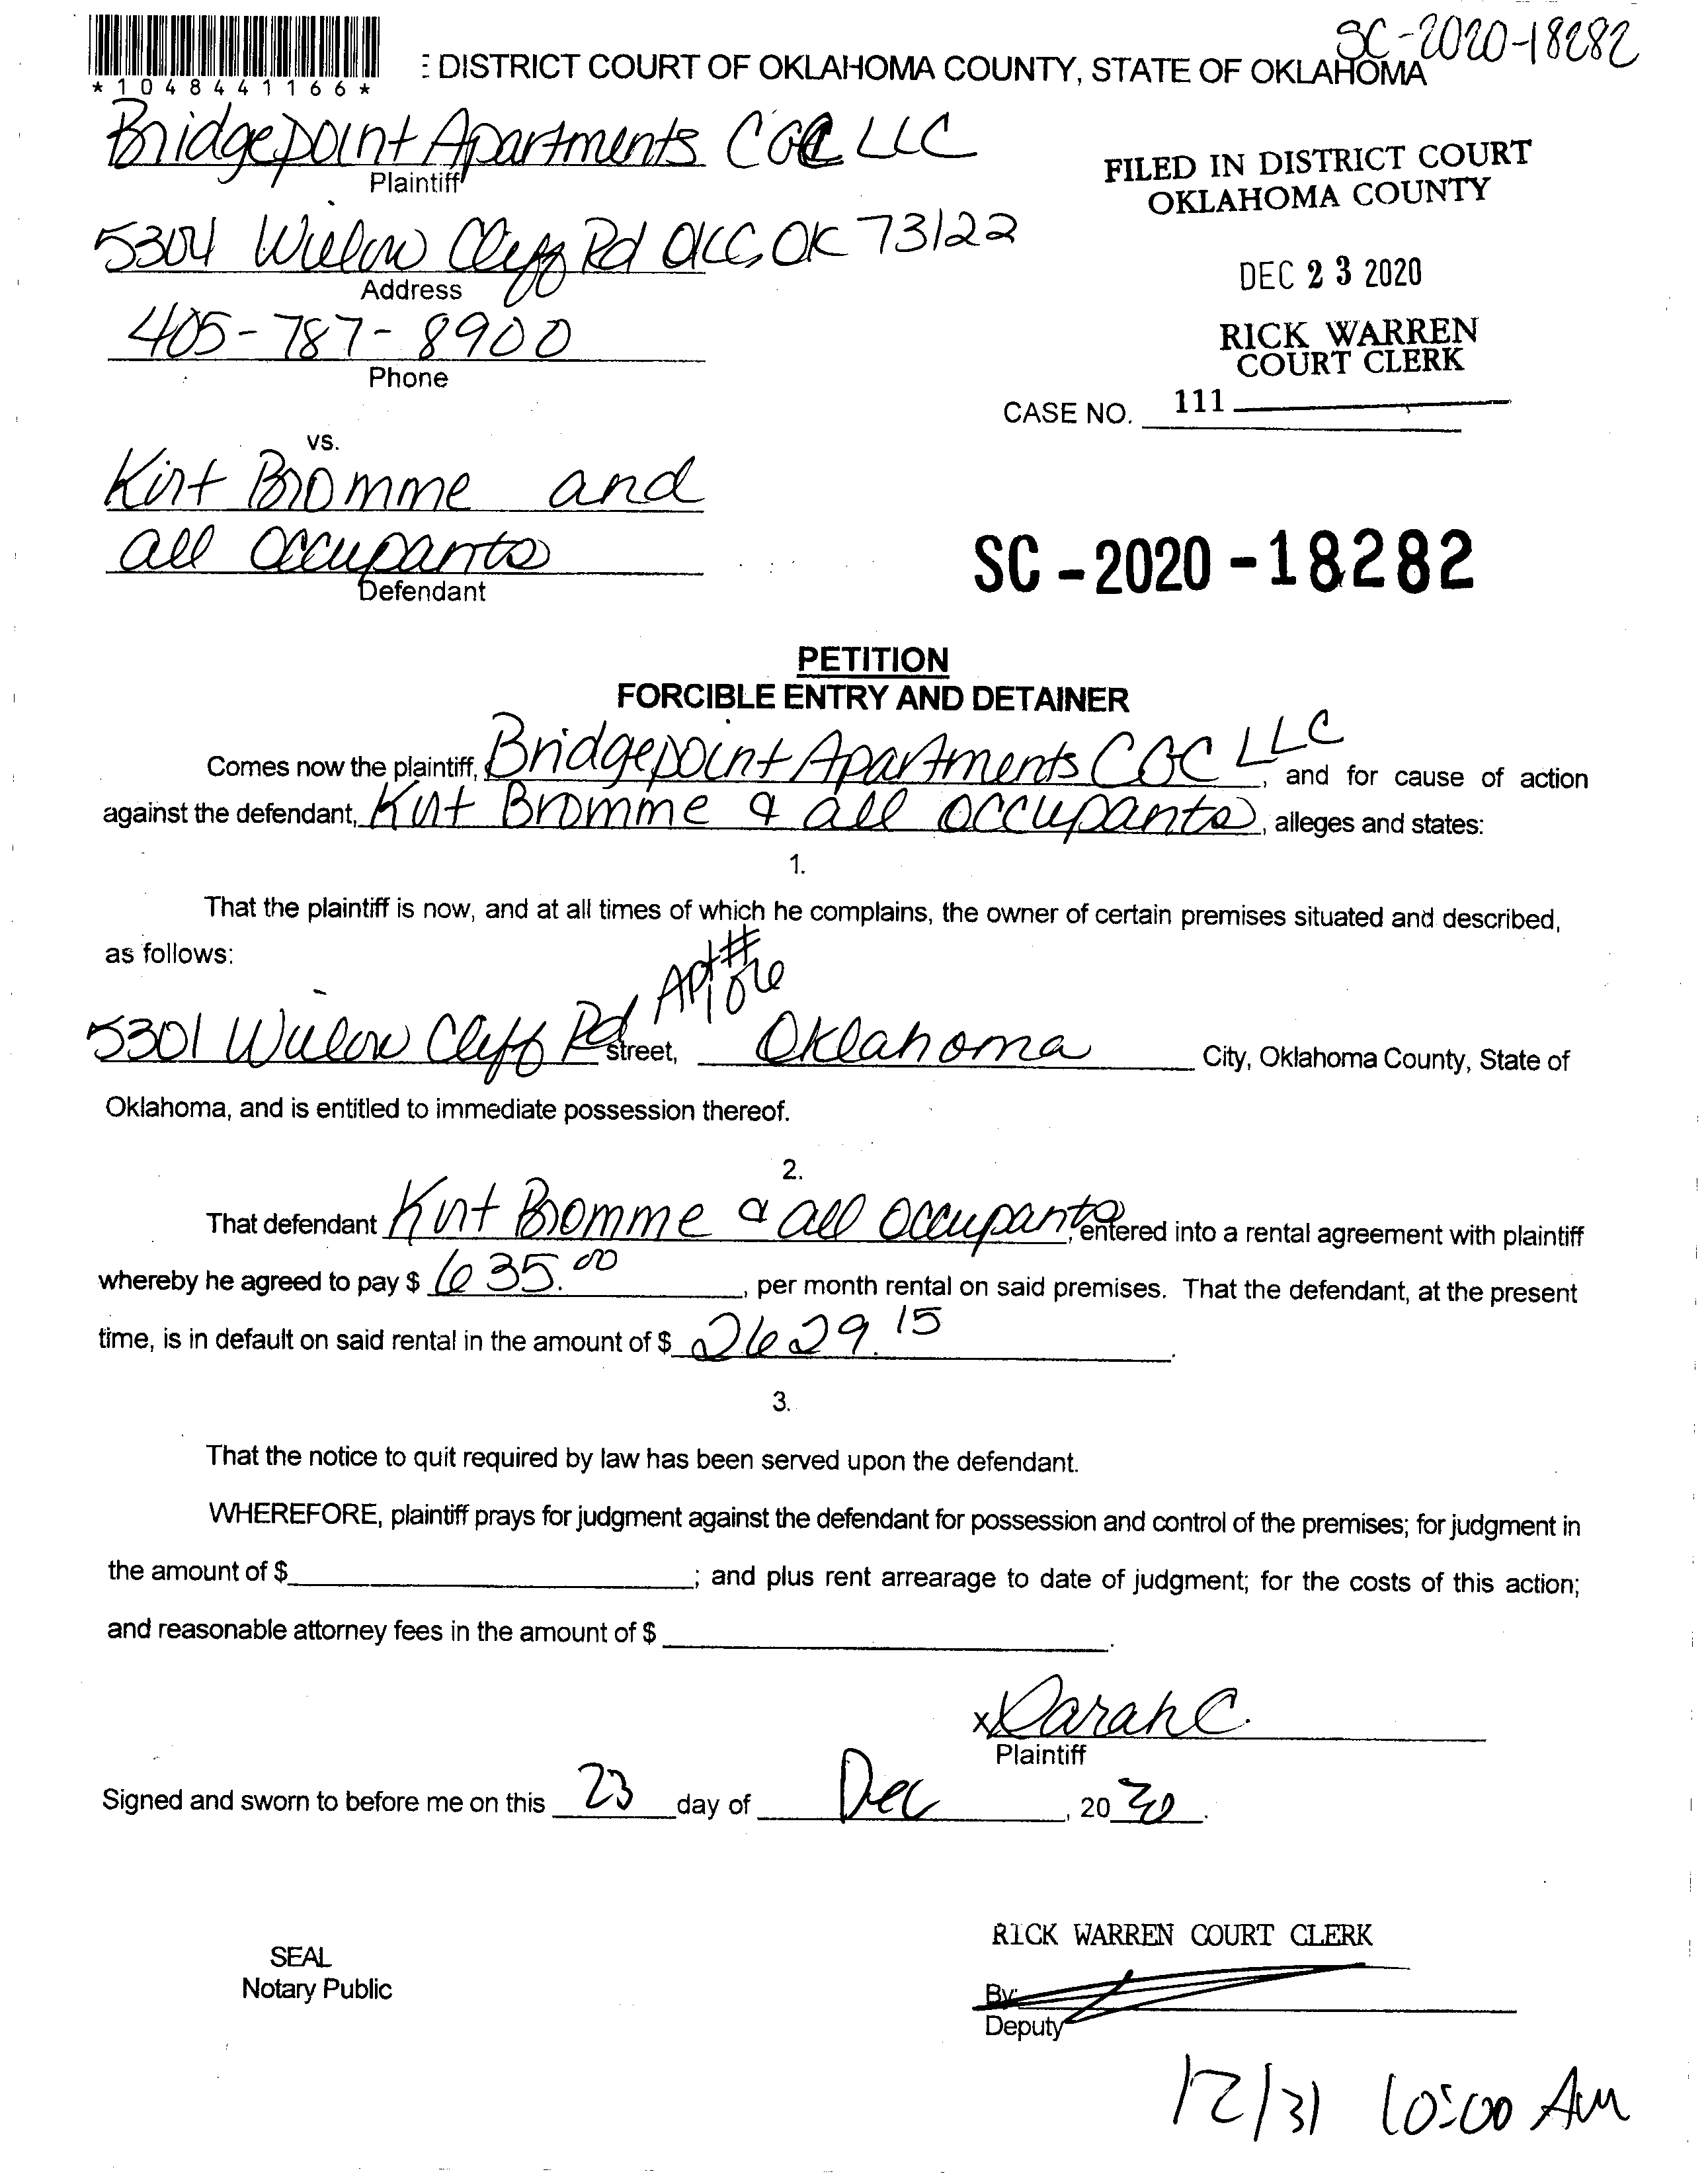 SC-2020-18282
*1048441166*
E DISTRICT COURT OF OKLAHOMA COUNTY, STATE OF OKLAHOMA
Bridgepoint Apartments LLC
Plaintiff
FILED IN DISTRICT COURT
OKLAHOMA COUNTY
5304 Willow Cliff Rd OKC, OK 73122
Address
DEC 23 2020
405-787-8900
Phone
RICK WARREN
COURT CLERK
CASE NO. 111
vs.
Kirt Bromme and
all occupants
Defendant
SC-2020-18282
PETITION
FORCIBLE ENTRY AND DETAINER
Comes now the plaintiff, Bridgepoint Apartments LLC, and for cause of action
against the defendant, Kirt Bromme & all occupants, alleges and states:
1.
That the plaintiff is now, and at all times of which he complains, the owner of certain premises situated and described,
as follows:
Apt #
5301 Willow Cliff Rd Street, Oklahoma City, Oklahoma County, State of
Oklahoma, and is entitled to immediate possession thereof.
2.
That defendant Kirt Bromme & all occupants, entered into a rental agreement with plaintiff
whereby he agreed to pay $ 635.00, per month rental on said premises. That the defendant, at the present
time, is in default on said rental in the amount of $ 2629.15.
3.
That the notice to quit required by law has been served upon the defendant.
WHEREFORE, plaintiff prays for judgment against the defendant for possession and control of the premises; for judgment in
the amount of $ ; and plus rent arrearage to date of judgment; for the costs of this action;
and reasonable attorney fees in the amount of $ .
x Sarah C.
Plaintiff
Signed and sworn to before me on this 23 day of Dec, 2020.
RICK WARREN COURT CLERK
SEAL
Notary Public
By:
Deputy
12/31 10:00 AM